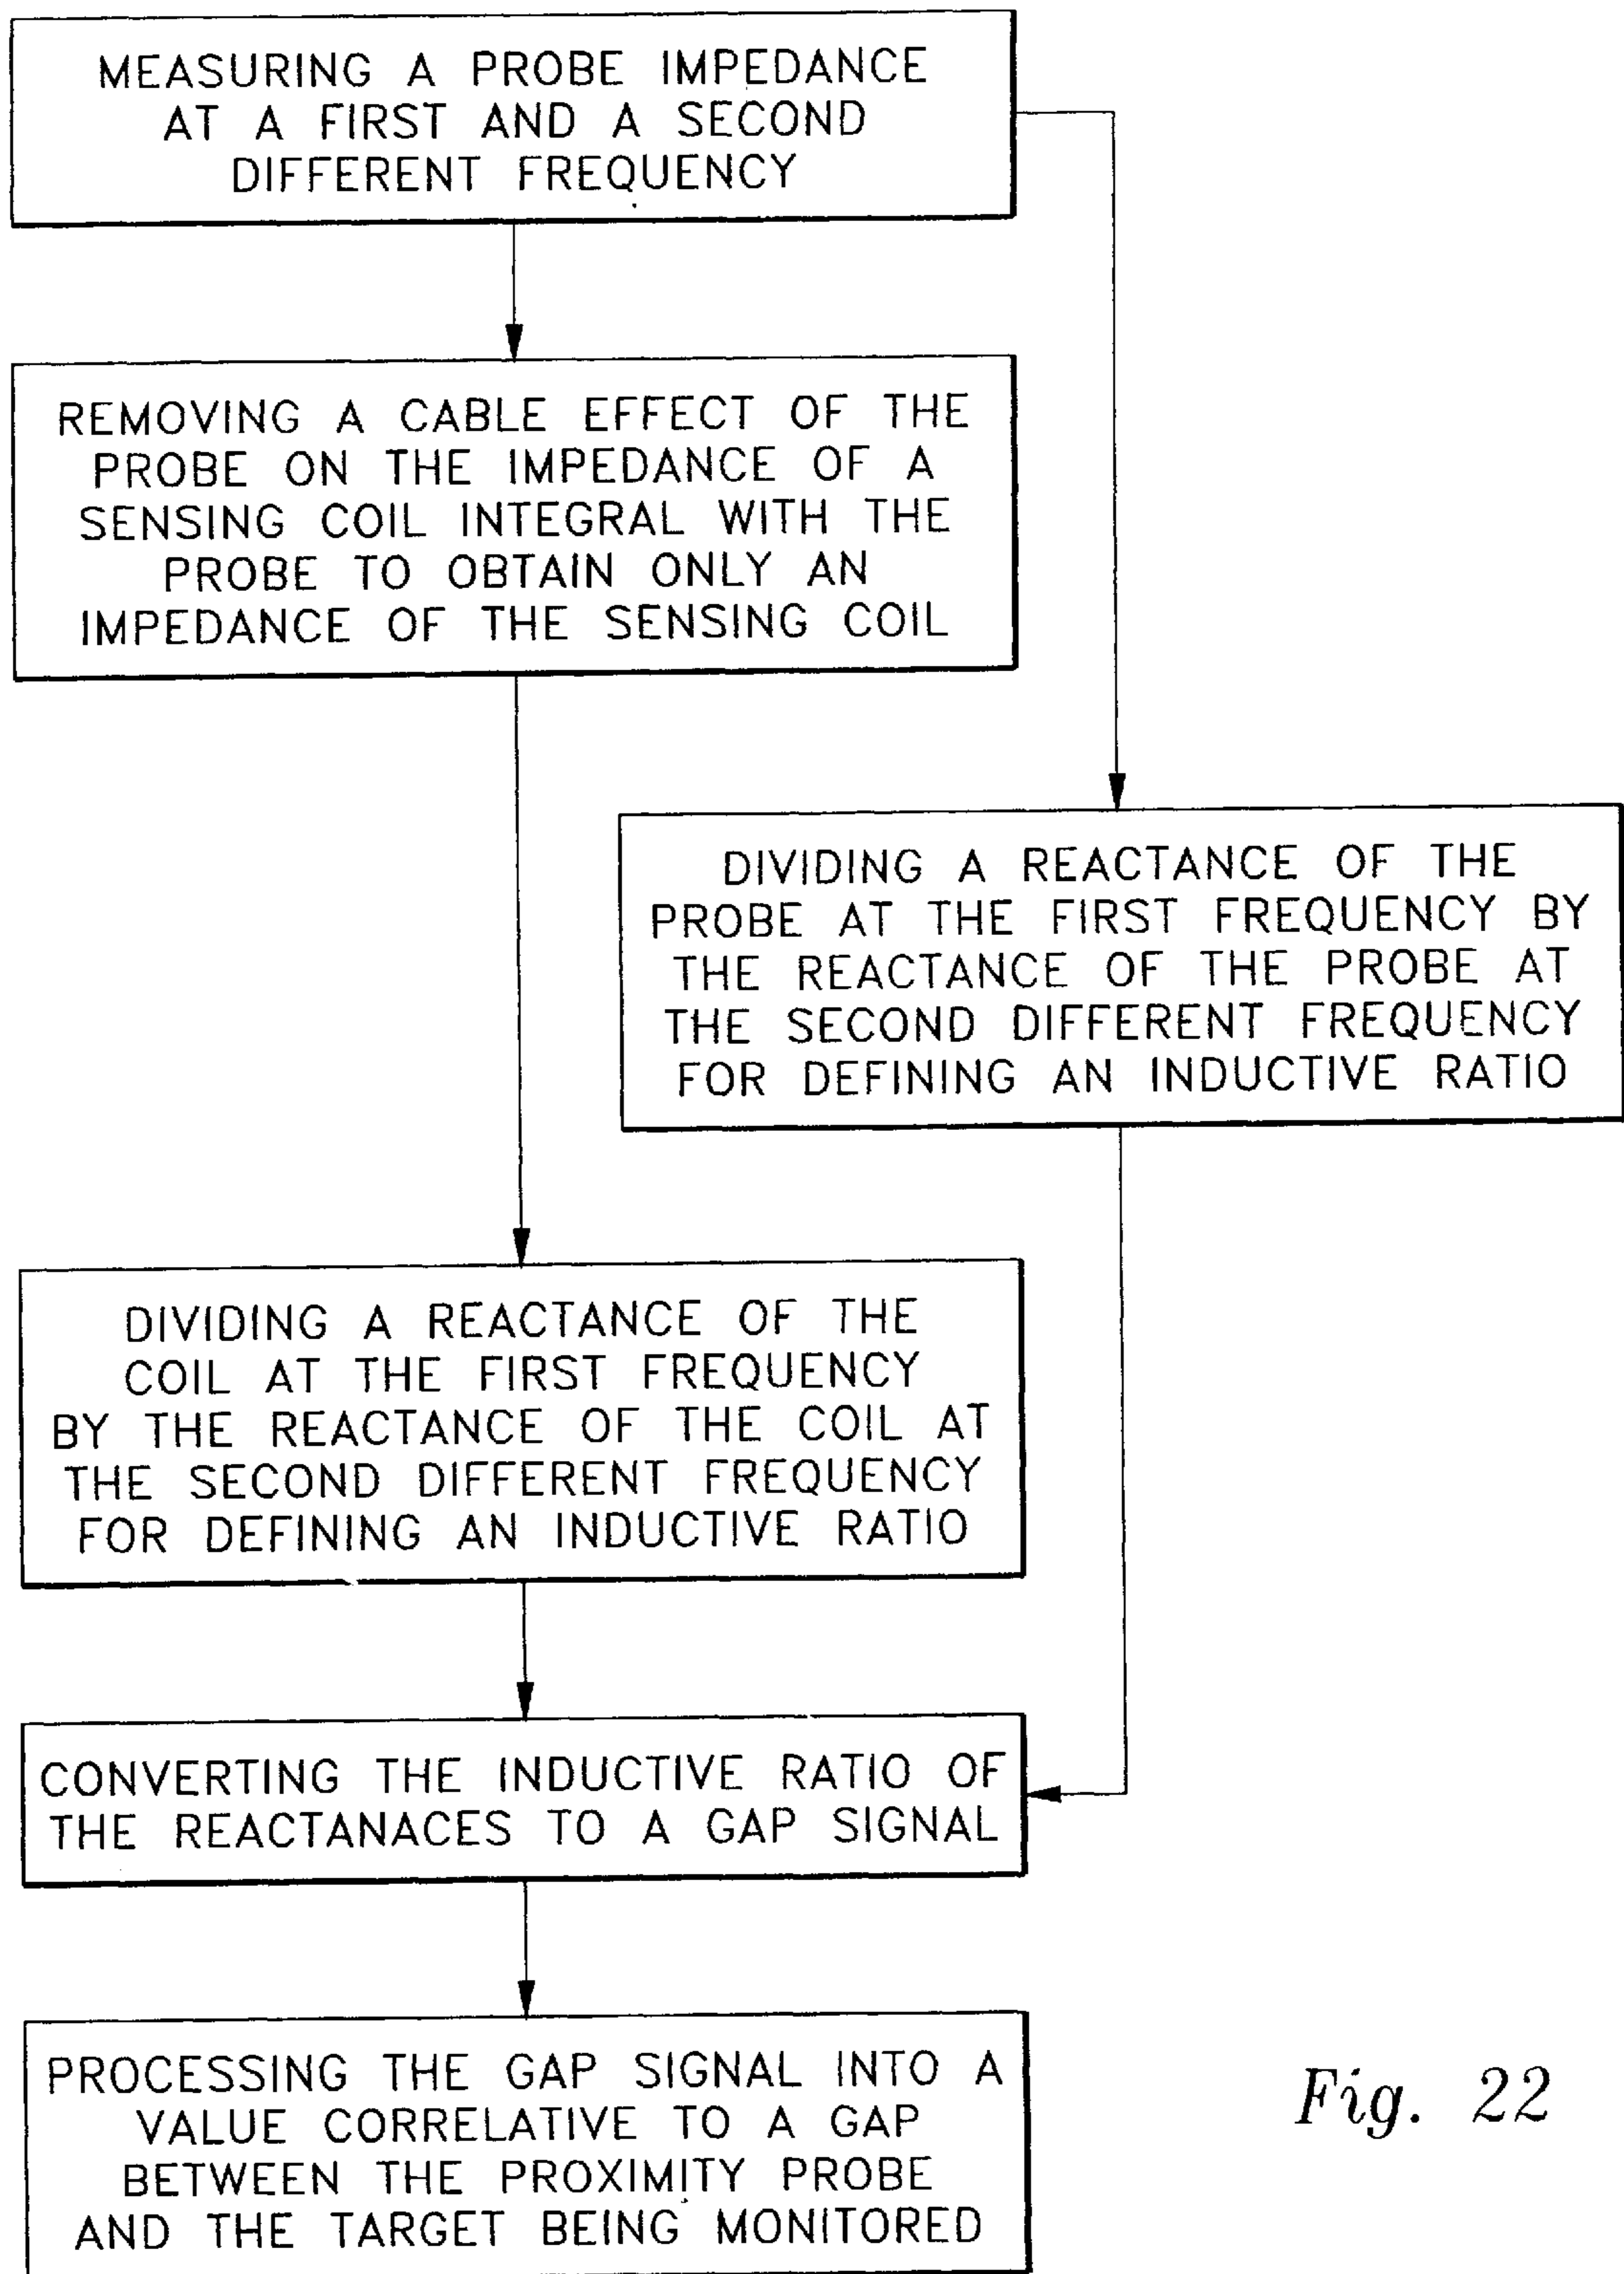 MEASURING A PROBE IMPEDANCE
AT A FIRST AND A SECOND
DIFFERENT FREQUENCY
REMOVING A CABLE EFFECT OF THE
PROBE ON THE IMPEDANCE OF A
SENSING COIL INTEGRAL WITH THE
PROBE TO OBTAIN ONLY AN
IMPEDANCE OF THE SENSING COIL
DIVIDING A REACTANCE OF THE
PROBE AT THE FIRST FREQUENCY BY
THE REACTANCE OF THE PROBE AT
THE SECOND DIFFERENT FREQUENCY
FOR DEFINING AN INDUCTIVE RATIO
DIVIDING A REACTANCE OF THE
COIL AT THE FIRST FREQUENCY
BY THE REACTANCE OF THE COIL AT
THE SECOND DIFFERENT FREQUENCY
FOR DEFINING AN INDUCTIVE RATIO
CONVERTING THE INDUCTIVE RATIO OF
THE REACTANACES TO A GAP SIGNAL
PROCESSING THE GAP SIGNAL INTO A
VALUE CORRELATIVE TO A GAP
BETWEEN THE PROXIMITY PROBE
AND THE TARGET BEING MONITORED
Fig. 22